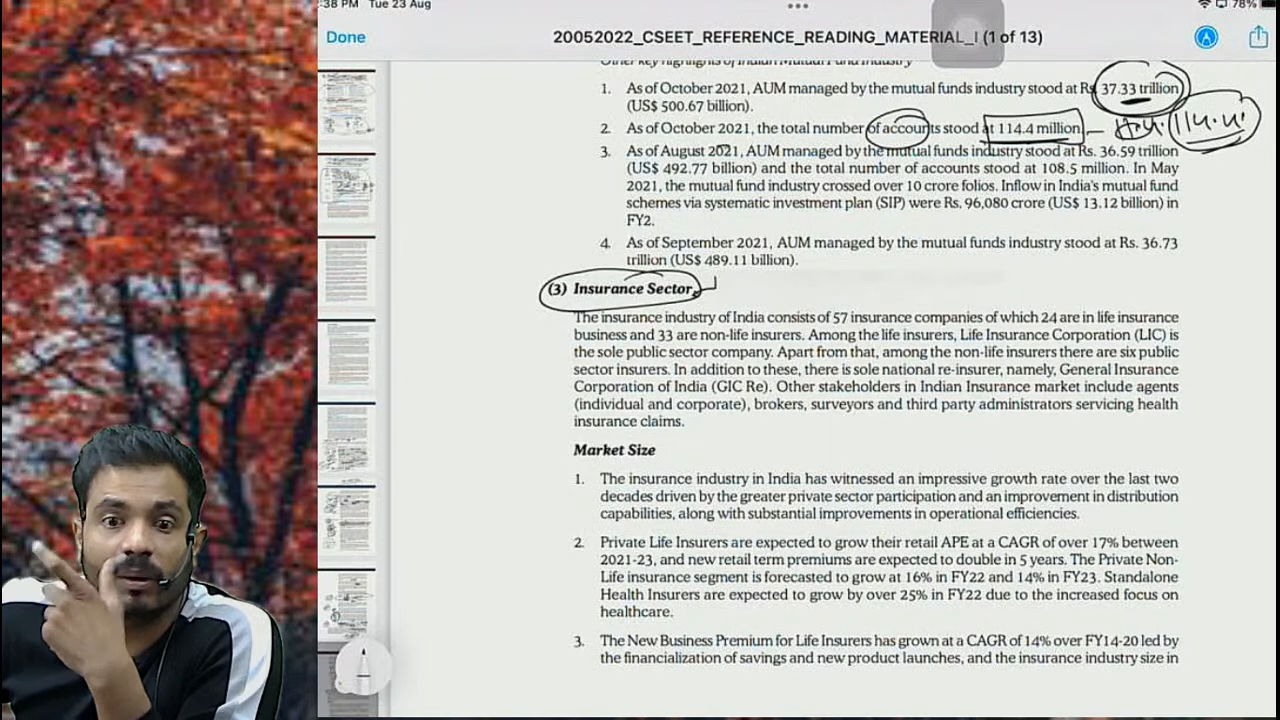 :38 PM Tue 23 Aug
78%
Done
20052022_CSEET_REFERENCE_READING_MATERIAL_I (1 of 13)
Other key highlights of Indian Mutual Fund Industry
1. As of October 2021, AUM managed by the mutual funds industry stood at Rs. 37.33 trillion
(US$ 500.67 billion).
2. As of October 2021, the total number of accounts stood at 114.4 million.
114.4
3. As of August 2021, AUM managed by the mutual funds industry stood at Rs. 36.59 trillion
(US$ 492.77 billion) and the total number of accounts stood at 108.5 million. In May
2021, the mutual fund industry crossed over 10 crore folios. Inflow in India's mutual fund
schemes via systematic investment plan (SIP) were Rs. 96,080 crore (US$ 13.12 billion) in
FY2.
4. As of September 2021, AUM managed by the mutual funds industry stood at Rs. 36.73
trillion (US$ 489.11 billion).
(3) Insurance Sector
The insurance industry of India consists of 57 insurance companies of which 24 are in life insurance
business and 33 are non-life insurers. Among the life insurers, Life Insurance Corporation (LIC) is
the sole public sector company. Apart from that, among the non-life insurers there are six public
sector insurers. In addition to these, there is sole national re-insurer, namely, General Insurance
Corporation of India (GIC Re). Other stakeholders in Indian Insurance market include agents
(individual and corporate), brokers, surveyors and third party administrators servicing health
insurance claims.
Market Size
1. The insurance industry in India has witnessed an impressive growth rate over the last two
decades driven by the greater private sector participation and an improvement in distribution
capabilities, along with substantial improvements in operational efficiencies.
2. Private Life Insurers are expected to grow their retail APE at a CAGR of over 17% between
2021-23, and new retail term premiums are expected to double in 5 years. The Private Non-
Life insurance segment is forecasted to grow at 16% in FY22 and 14% in FY23. Standalone
Health Insurers are expected to grow by over 25% in FY22 due to the increased focus on
healthcare.
3. The New Business Premium for Life Insurers has grown at a CAGR of 14% over FY14-20 led by
the financialization of savings and new product launches, and the insurance industry size in